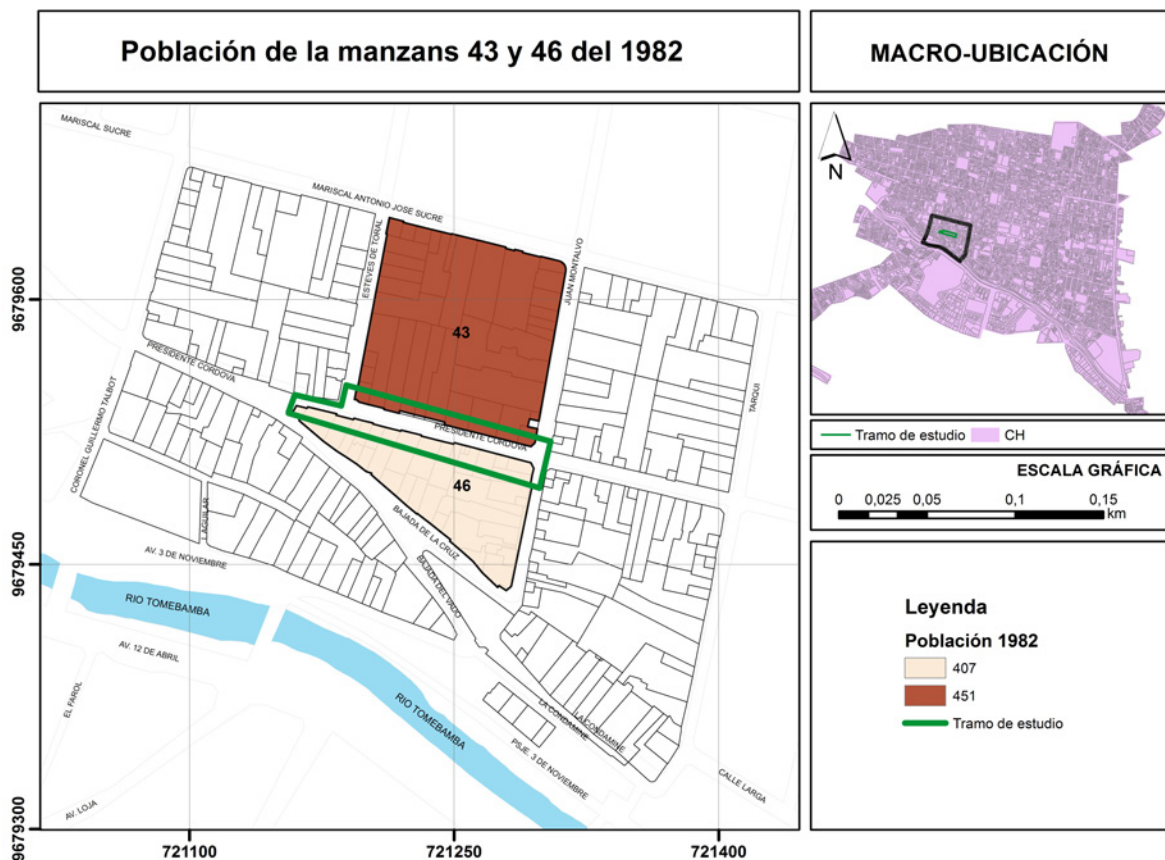 Población de la manzans 43 y 46 del 1982
MACRO-UBICACIÓN
MARISCAL SUCRE
MARISCAL ANTONIO JOSE SUCRE
ESTEVES DE TORAL
JUAN MONTALVO
43
PRESIDENTE CORDOVA
PRESIDENTE CORDOVA
TARQUI
CORONEL GUILLERMO TALBOT
46
L AGUILAR
BAJADA DE LA CRUZ
BAJADA DEL VADO
AV. 3 DE NOVIEMBRE
RIO TOMEBAMBA
AV. 12 DE ABRIL
EL FAROL
RIO TOMEBAMBA
LA CONDAMINE
LA CONDAMINE
PSJE. 3 DE NOVIEMBRE
CALLE LARGA
AV. LOJA
9679600
9679450
9679300
721100
721250
721400
N
Tramo de estudio
CH
ESCALA GRÁFICA
0 0,025 0,05 0,1 0,15
km
Leyenda
Población 1982
407
451
Tramo de estudio